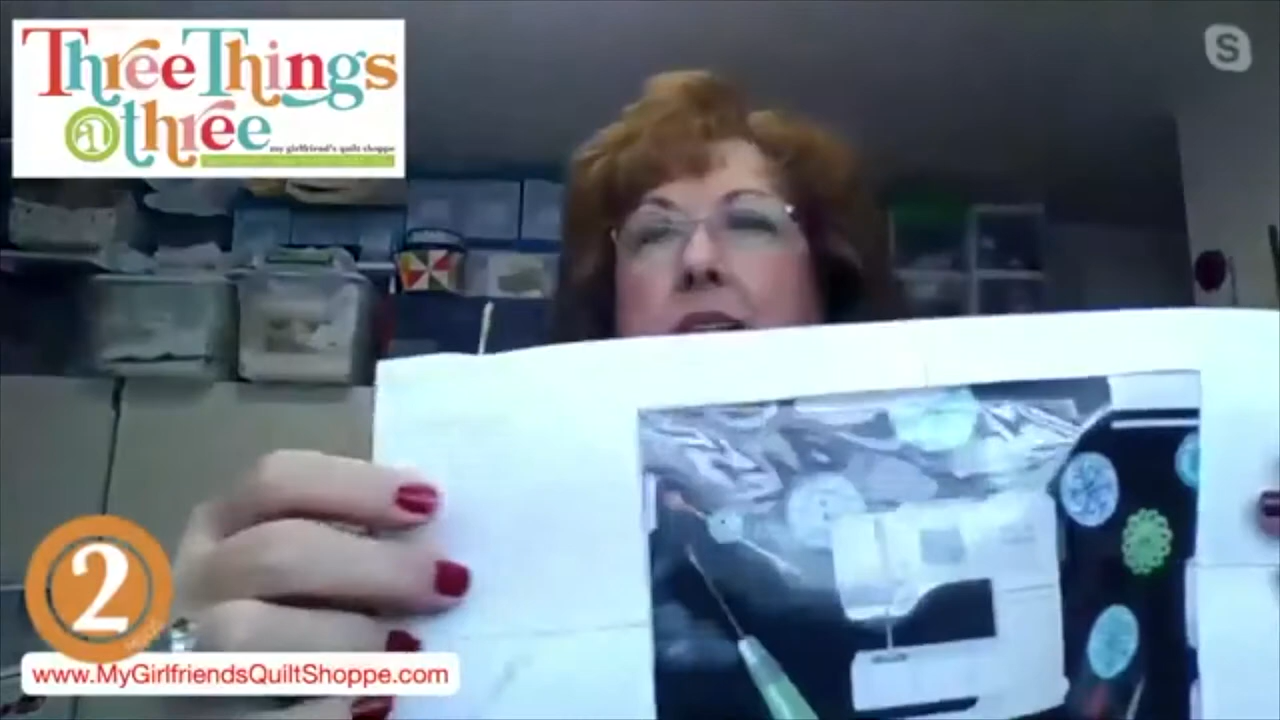 Three Things
@ three
my girlfriend's quilt shoppe
S
2
www.MyGirlfriendsQuiltShoppe.com